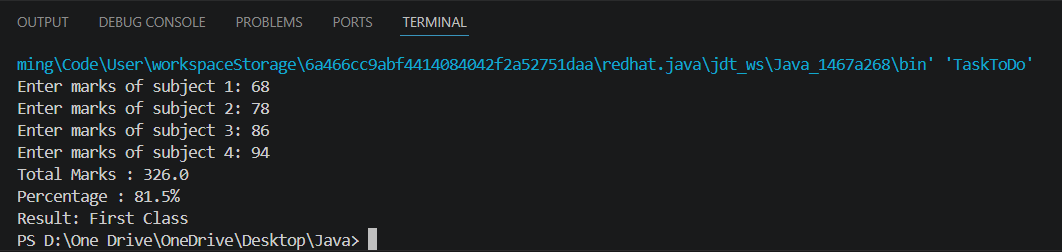 OUTPUT DEBUG CONSOLE PROBLEMS PORTS TERMINAL
ming\Code\User\workspaceStorage\6a466cc9abf4414084042f2a52751daa\redhat.java\jdt_ws\Java_1467a268\bin' 'TaskToDo'
Enter marks of subject 1: 68
Enter marks of subject 2: 78
Enter marks of subject 3: 86
Enter marks of subject 4: 94
Total Marks : 326.0
Percentage : 81.5%
Result: First Class
PS D:\One Drive\OneDrive\Desktop\Java>